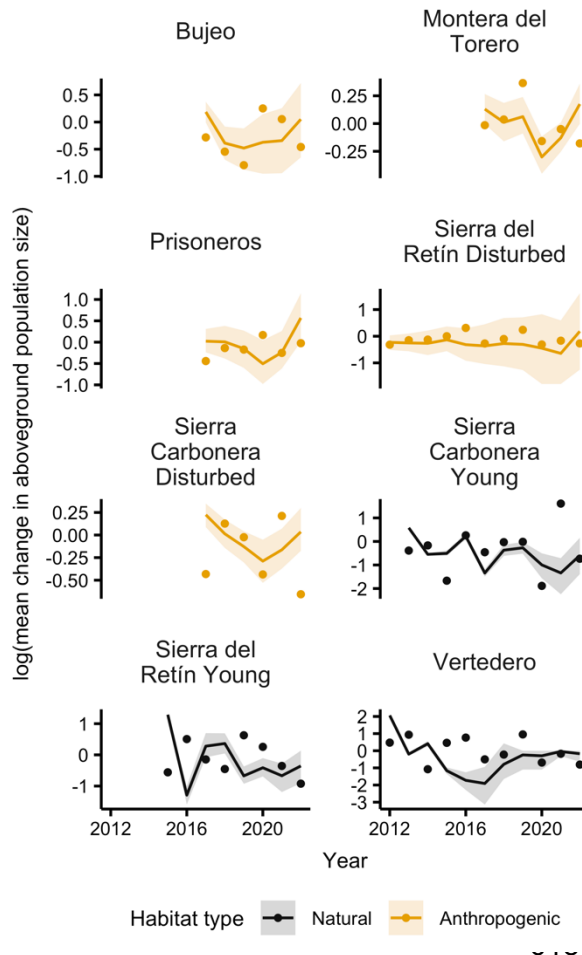 Bujeo
Montera del
Torero
0.5
0.0
-0.5
-1.0
0.25
0.00
-0.25
Prisoneros
Sierra del
Retín Disturbed
1.0
0.5
0.0
-0.5
-1.0
1
0
-1
Sierra
Carbonera
Disturbed
Sierra
Carbonera
Young
0.25
0.00
-0.25
-0.50
1
0
-1
-2
Sierra del
Retín Young
Vertedero
1
0
-1
2
1
0
-1
-2
-3
2012
2016
2020
2012
2016
2020
log(mean change in aboveground population size)
Year
Habitat type
Natural
Anthropogenic